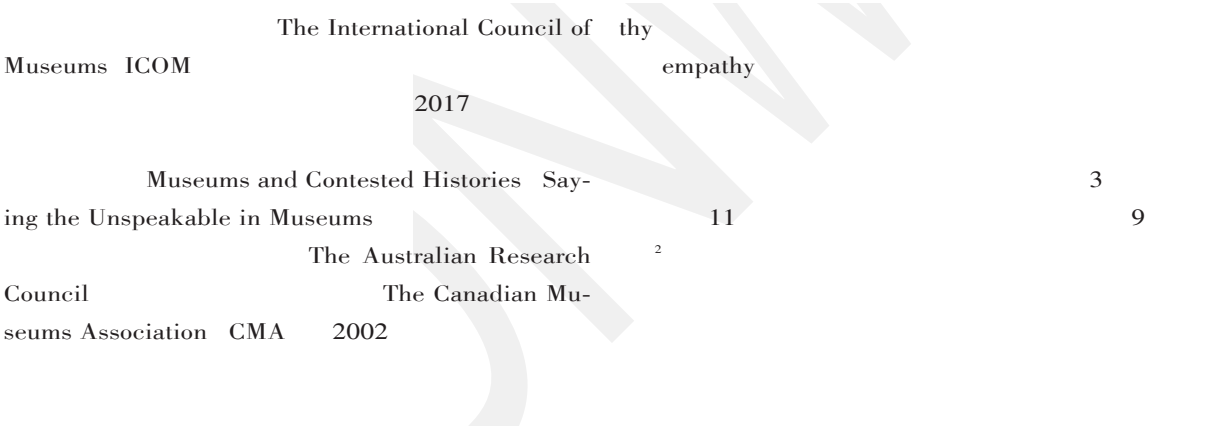 The International Council of
Museums ICOM
2017
Museums and Contested Histories Say-
ing the Unspeakable in Museums
The Australian Research
Council The Canadian Mu-
seums Association CMA 2002
thy
empathy
3
11 9
2